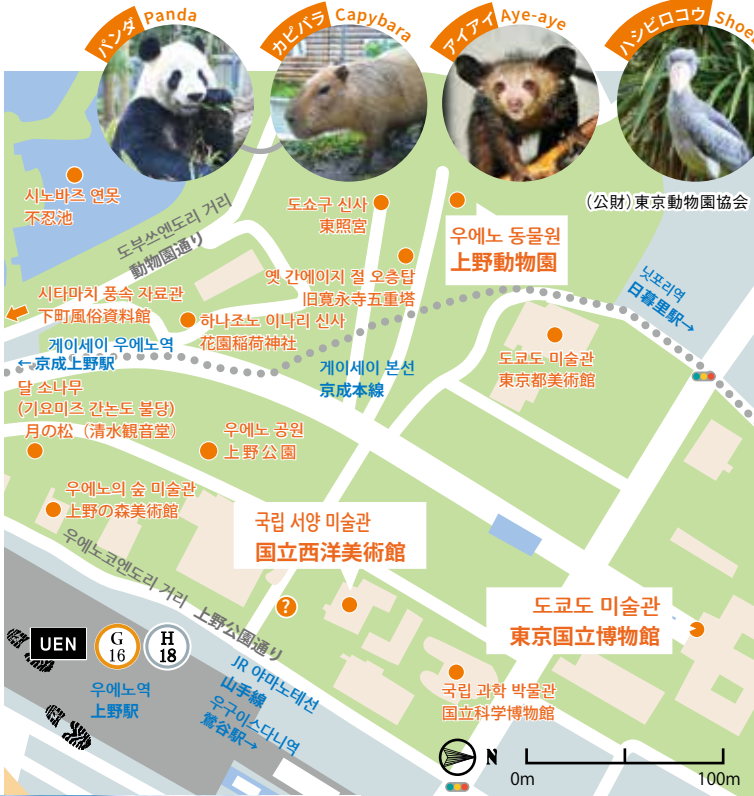 パンダ Panda
カピバラ Capybara
アイアイ Aye-aye
ハシビロコウ Shoe
(公財)東京動物園協会
시노바즈 연못
不忍池
도부쓰엔도리 거리
動物園通り
도쇼구 신사
東照宮
우에노 동물원
上野動物園
옛 간에이지 절 오층탑
旧寛永寺五重塔
닛포리역
日暮里駅→
시타마치 풍속 자료관
下町風俗資料館
하나조노 이나리 신사
花園稲荷神社
게이세이 우에노역
←京成上野駅
게이세이 본선
京成本線
도쿄도 미술관
東京都美術館
달 소나무
(기요미즈 간논도 불당)
月の松（清水観音堂）
우에노 공원
上野公園
우에노의 숲 미술관
上野の森美術館
국립 서양 미술관
国立西洋美術館
우에노코엔도리 거리 上野公園通り
?
도쿄도 미술관
東京国立博物館
UEN
G
16
H
18
우에노역
上野駅
JR 야마노테선
山手線
우구이스다니역
鶯谷駅→
국립 과학 박물관
国立科学博物館
N
0m 100m